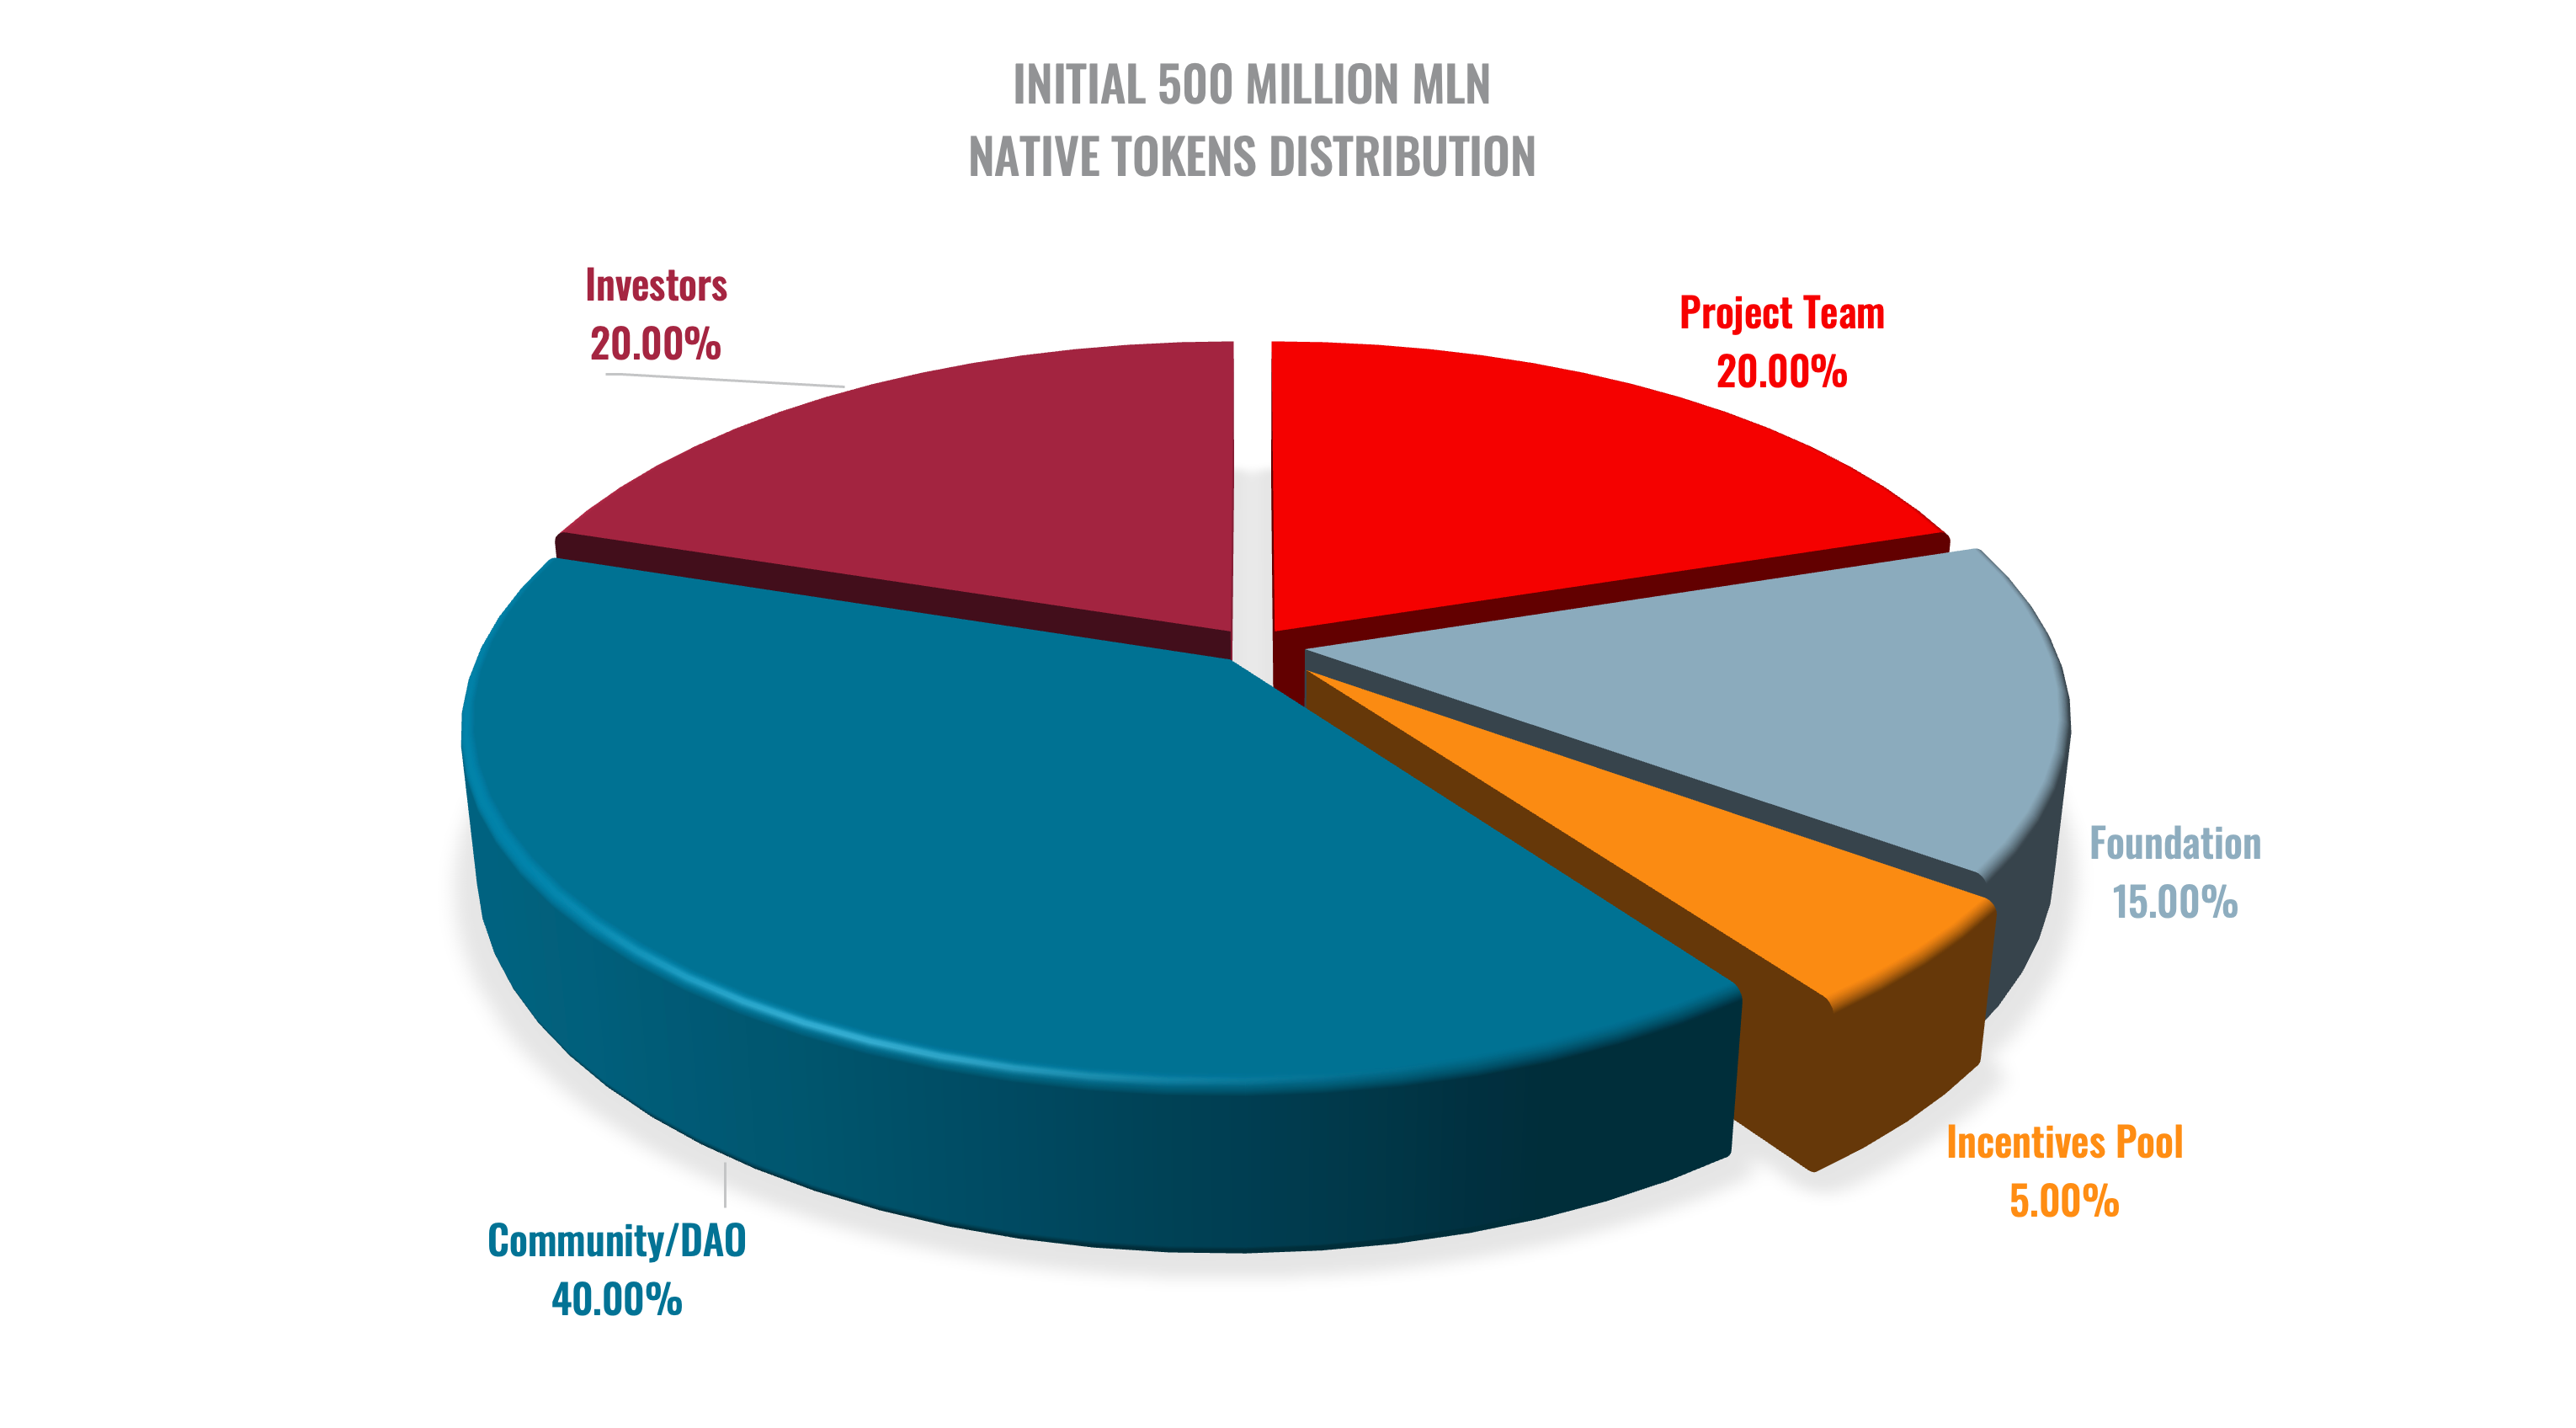 INITIAL 500 MILLION MLN
NATIVE TOKENS DISTRIBUTION
Investors
20.00%
Project Team
20.00%
Foundation
15.00%
Incentives Pool
5.00%
Community/DAO
40.00%